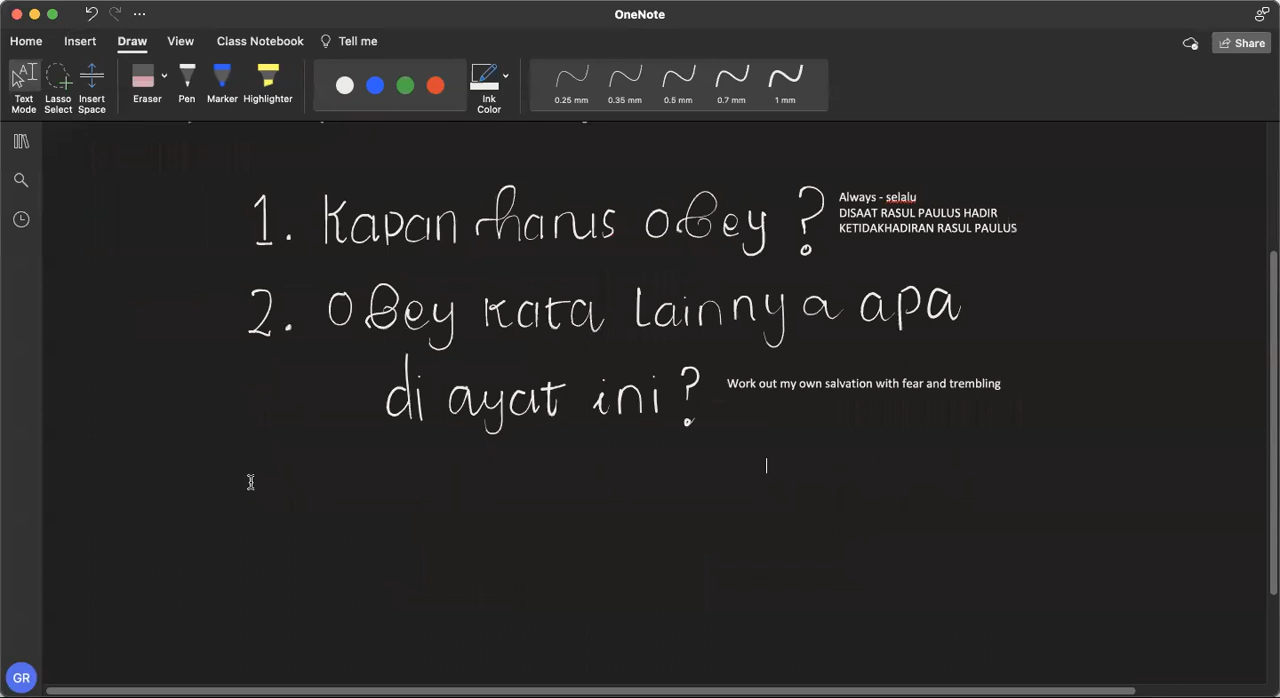 OneNote
Home Insert Draw View Class Notebook Tell me
Share
Text Mode
Lasso Select
Insert Space
Eraser
Pen
Marker
Highlighter
Ink Color
0.25 mm
0.35 mm
0.5 mm
0.7 mm
1 mm
1. Kapan harus obey ?
Always - selalu
DISAAT RASUL PAULUS HADIR
KETIDAKHADIRAN RASUL PAULUS
2. Obey kata lainnya apa
di ayat ini ?
Work out my own salvation with fear and trembling
GR